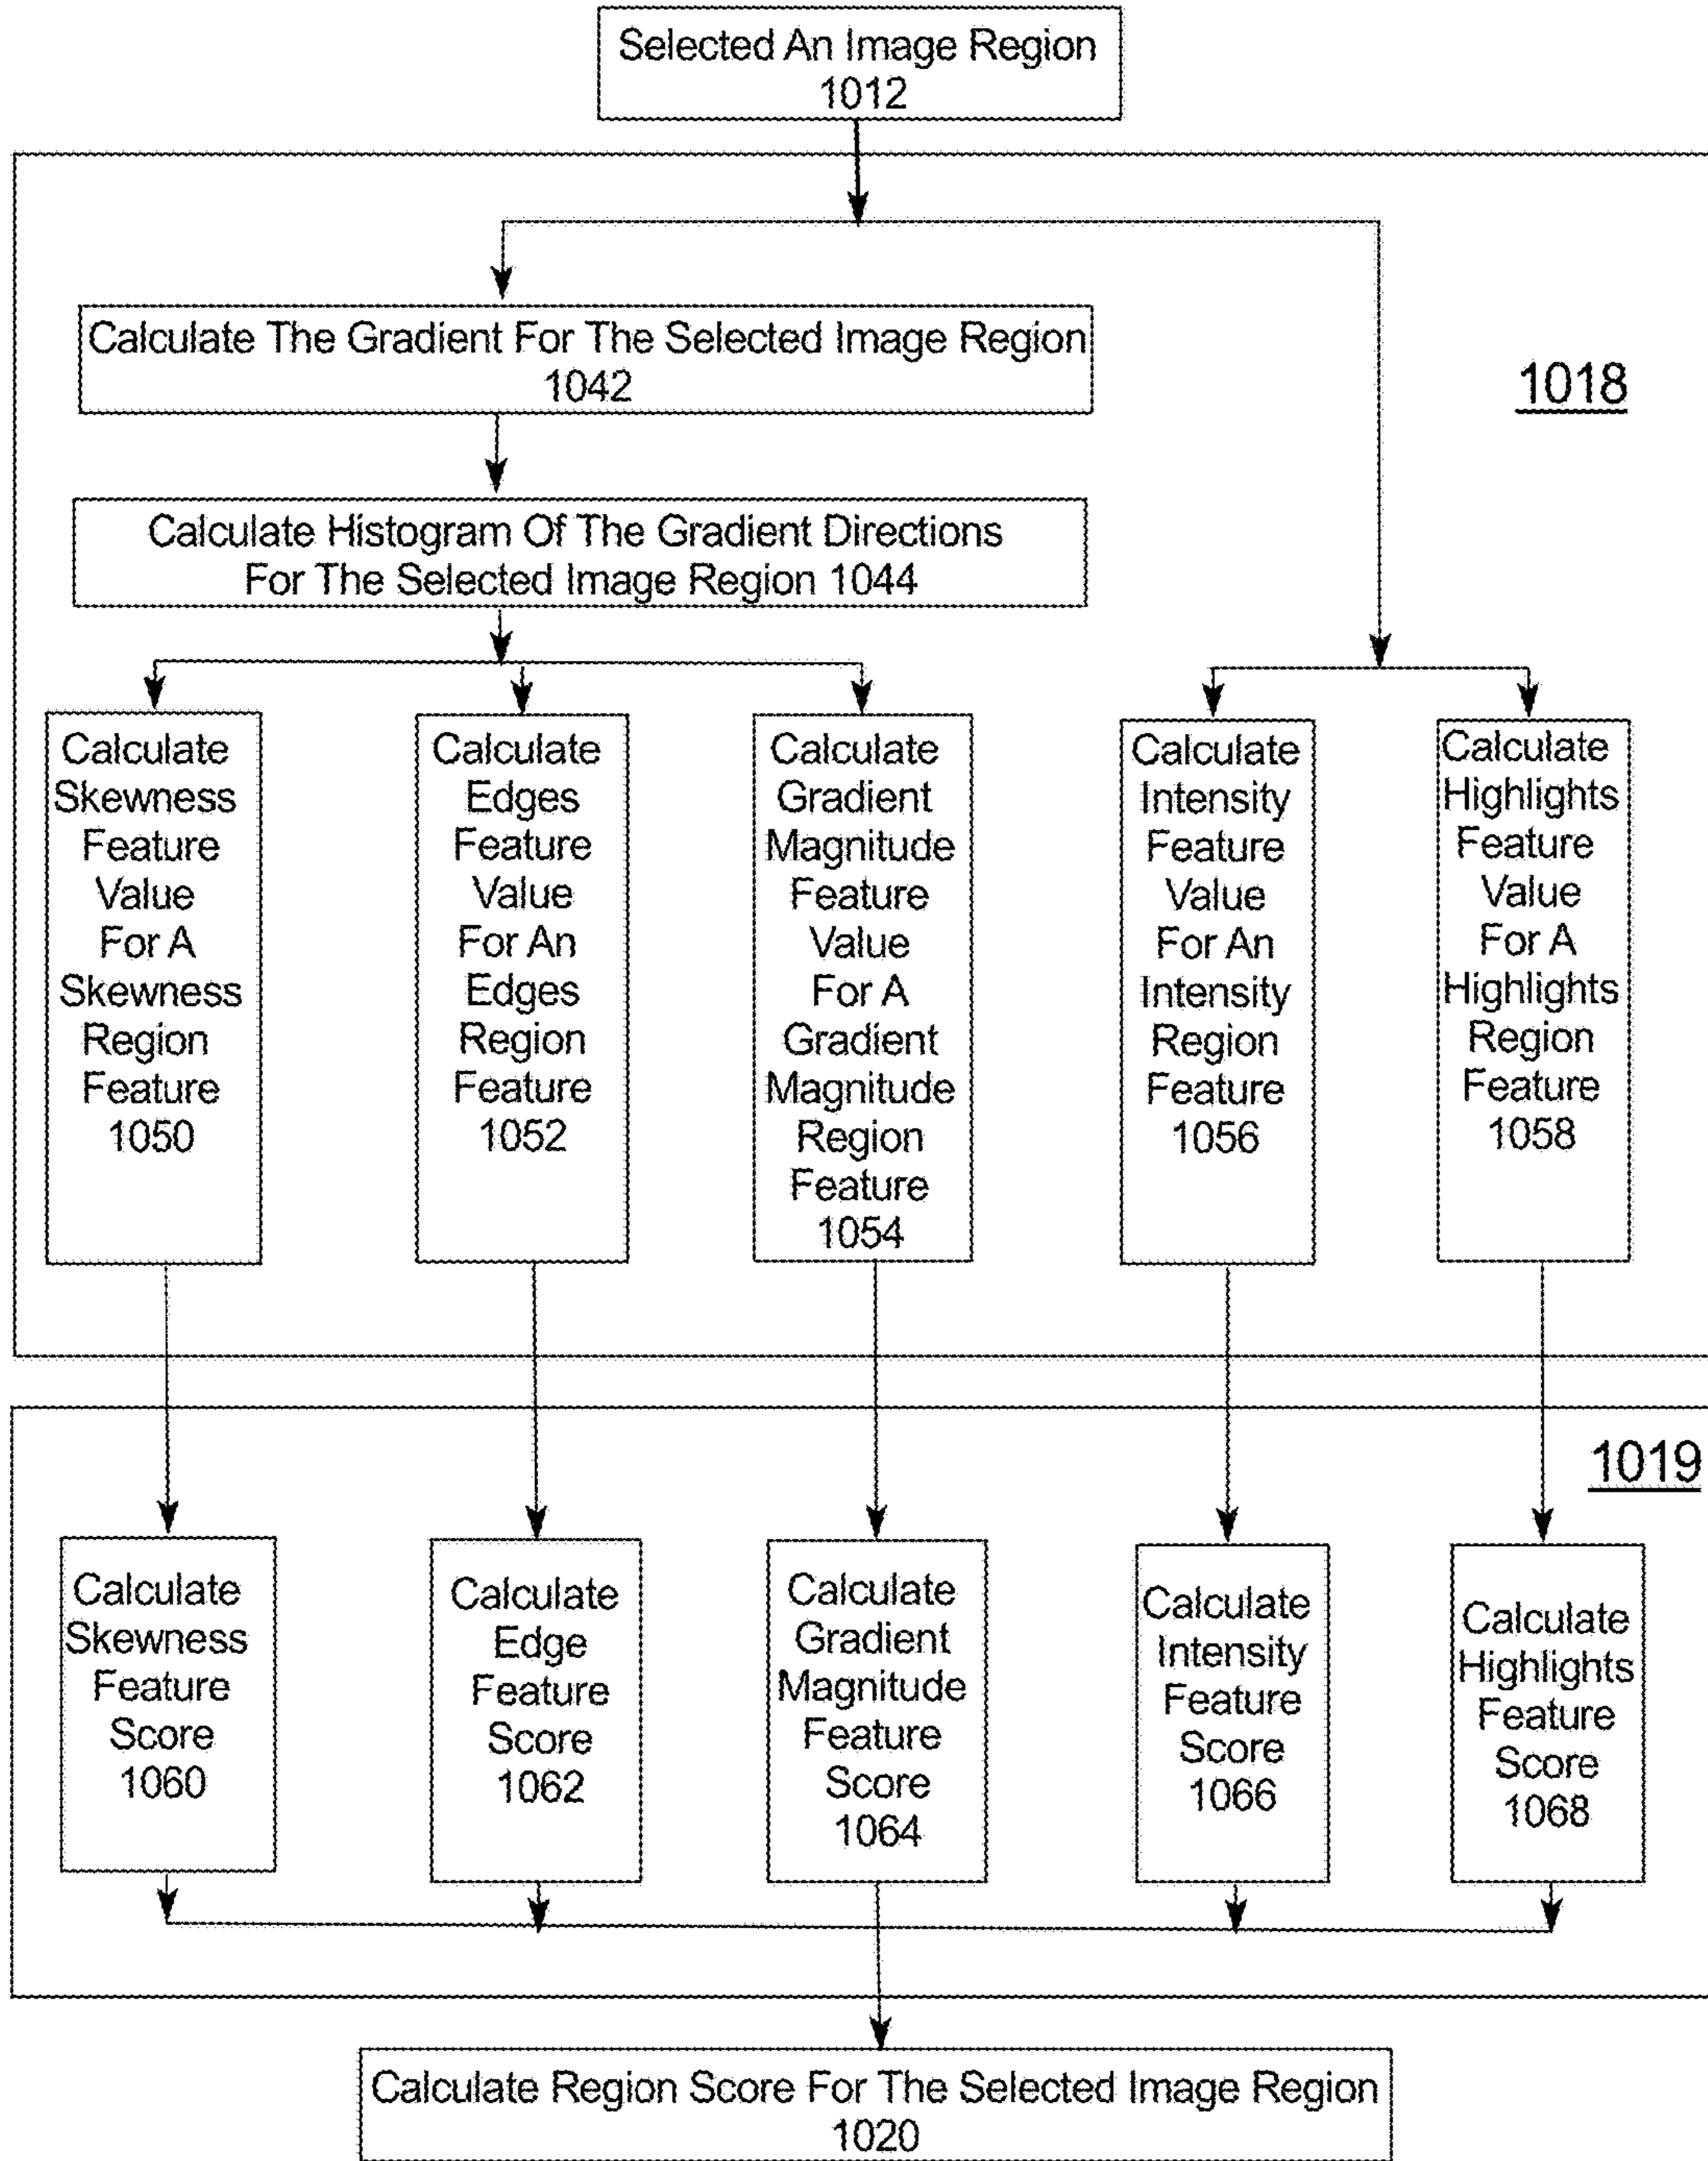 Selected An Image Region
1012
Calculate The Gradient For The Selected Image Region
1042
1018
Calculate Histogram Of The Gradient Directions
For The Selected Image Region 1044
Calculate
Skewness
Feature
Value
For A
Skewness
Region
Feature
1050
Calculate
Edges
Feature
Value
For An
Edges
Region
Feature
1052
Calculate
Gradient
Magnitude
Feature
Value
For A
Gradient
Magnitude
Region
Feature
1054
Calculate
Intensity
Feature
Value
For An
Intensity
Region
Feature
1056
Calculate
Highlights
Feature
Value
For A
Highlights
Region
Feature
1058
1019
Calculate
Skewness
Feature
Score
1060
Calculate
Edge
Feature
Score
1062
Calculate
Gradient
Magnitude
Feature
Score
1064
Calculate
Intensity
Feature
Score
1066
Calculate
Highlights
Feature
Score
1068
Calculate Region Score For The Selected Image Region
1020